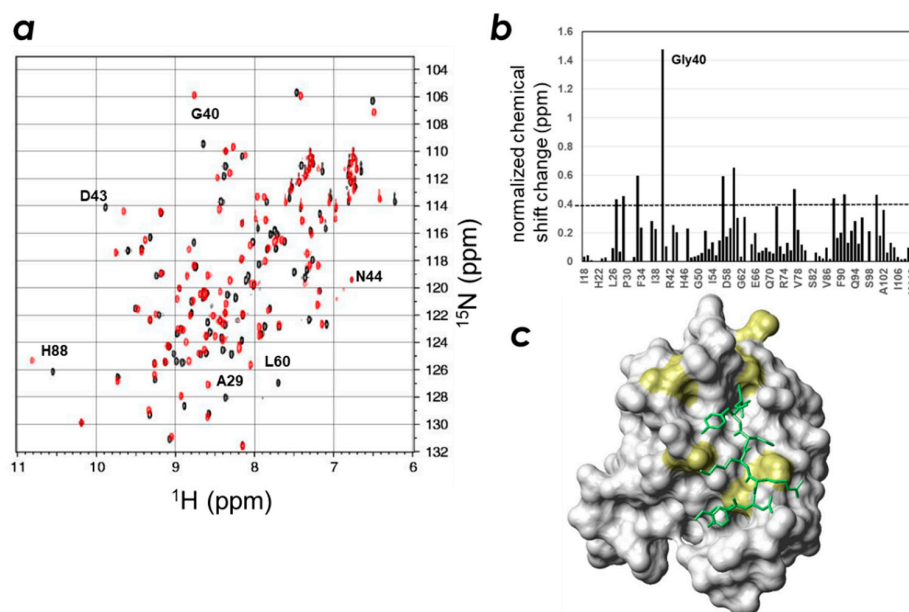 a
G40
D43
N44
H88
L60
A29
104
106
108
110
112
114
116
118
120
122
124
126
128
130
132
¹⁵N (ppm)
11
10
9
8
7
6
¹H (ppm)
b
normalized chemical
shift change (ppm)
1.6
1.4
1.2
1
0.8
0.6
0.4
0.2
0
Gly40
I18
H22
L26
P30
F34
I38
R42
H46
G50
I54
D58
G62
E66
Q70
R74
V78
S82
V86
F90
Q94
S98
A102
I106
c